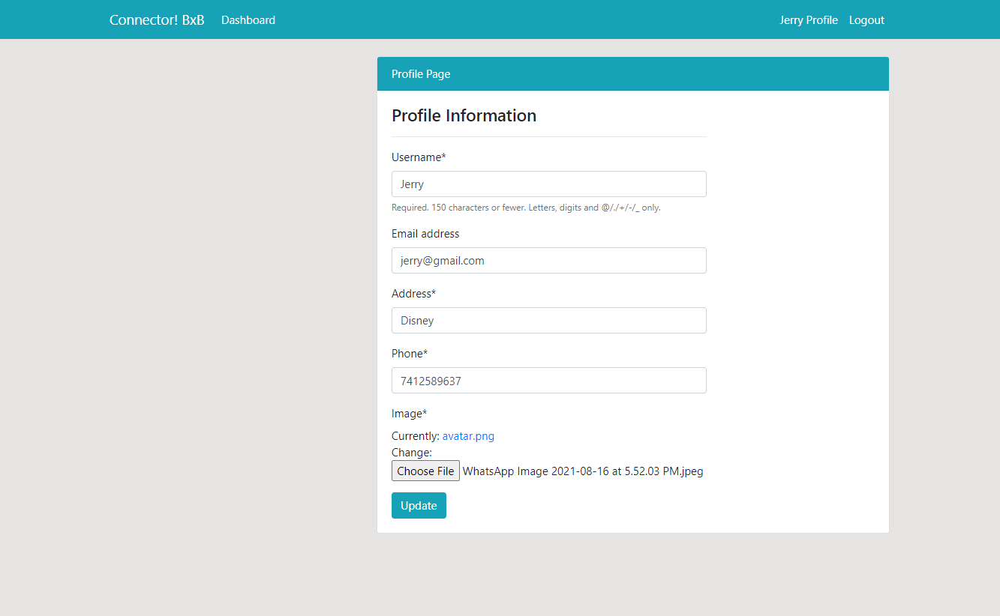 Connector! BxB Dashboard Jerry Profile Logout
Profile Page
Profile Information
Username*
Jerry
Required. 150 characters or fewer. Letters, digits and @/./+/-/_ only.
Email address
jerry@gmail.com
Address*
Disney
Phone*
7412589637
Image*
Currently: avatar.png
Change:
Choose File WhatsApp Image 2021-08-16 at 5.52.03 PM.jpeg
Update